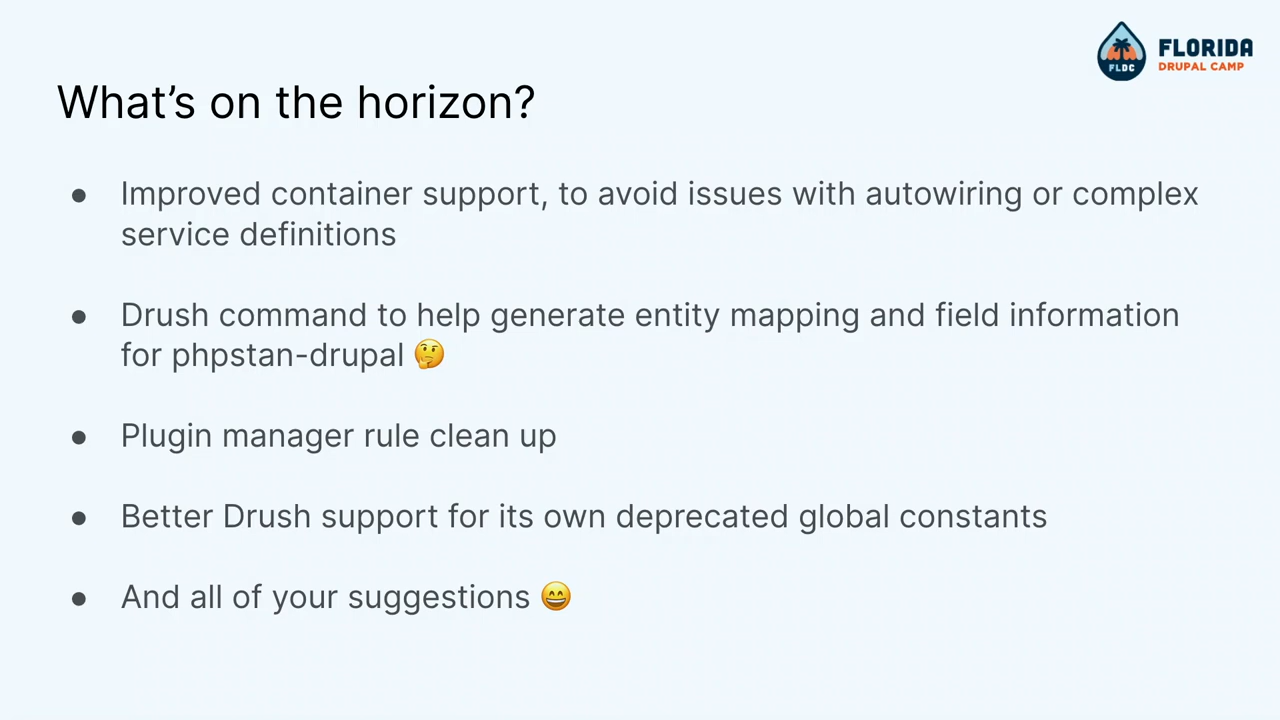 FLORIDA
DRUPAL CAMP
FLDC
What's on the horizon?
● Improved container support, to avoid issues with autowiring or complex
service definitions
● Drush command to help generate entity mapping and field information
for phpstan-drupal 🤔
● Plugin manager rule clean up
● Better Drush support for its own deprecated global constants
● And all of your suggestions 😄